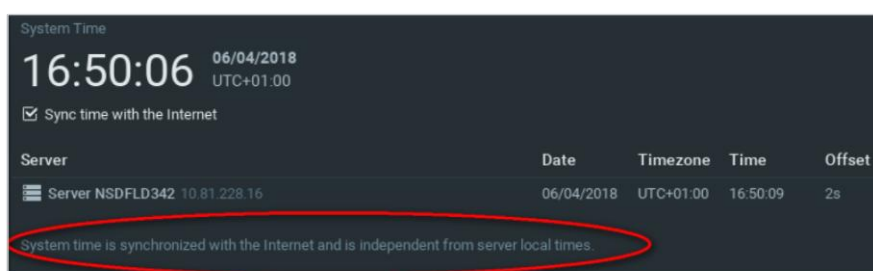 System Time
16:50:06 06/04/2018
UTC+01:00
Sync time with the Internet
Server Date Timezone Time Offset
Server NSDFLD342 10.81.228.16 06/04/2018 UTC+01:00 16:50:09 2s
System time is synchronized with the Internet and is independent from server local times.